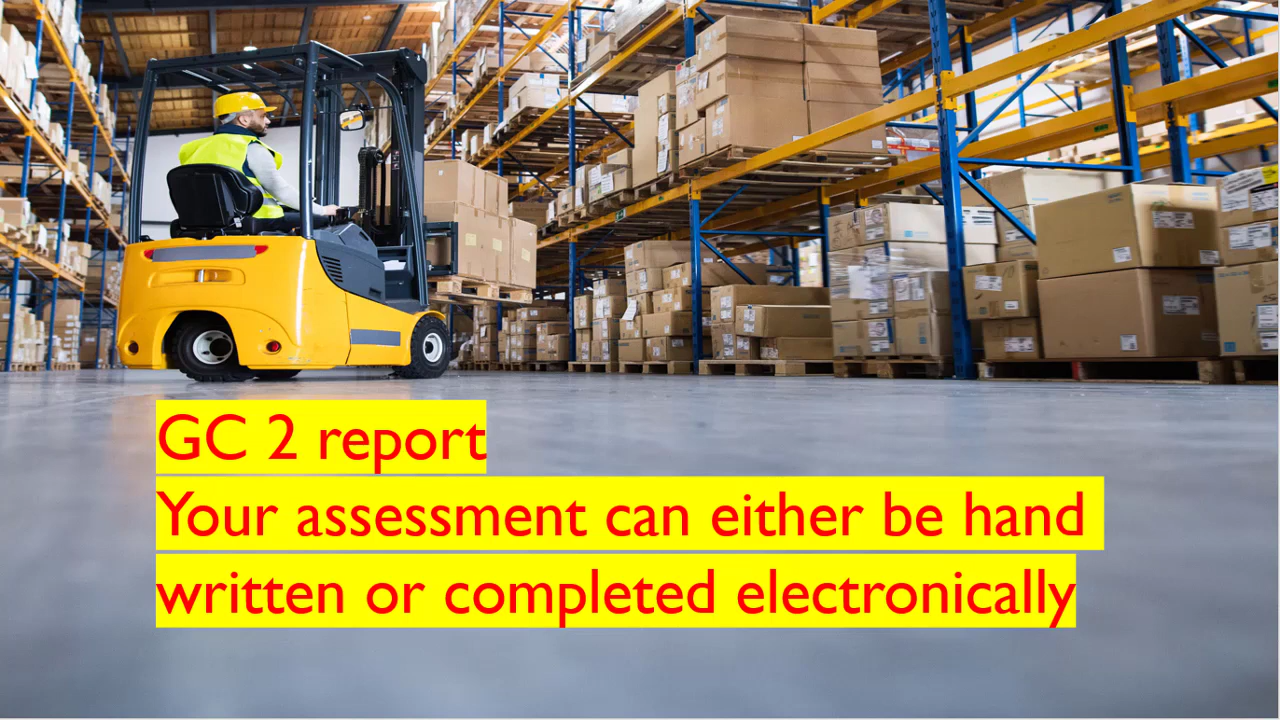 GC 2 report
Your assessment can either be hand
written or completed electronically